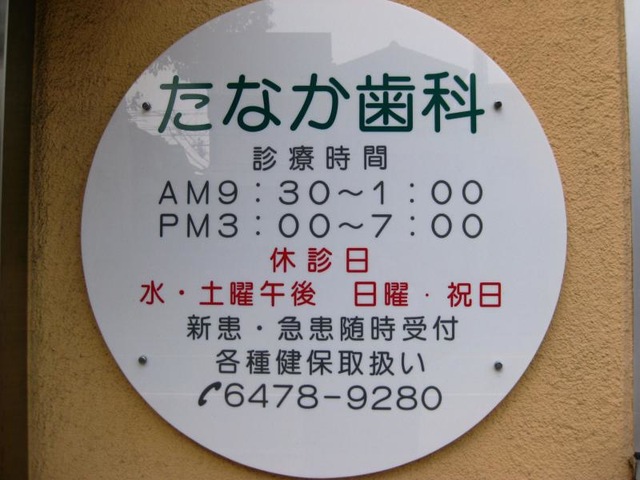 たなか歯科
診療時間
AM9：30〜1：00
PM3：00〜7：00
休診日
水・土曜午後　日曜・祝日
新患・急患随時受付
各種健保取扱い
6478-9280